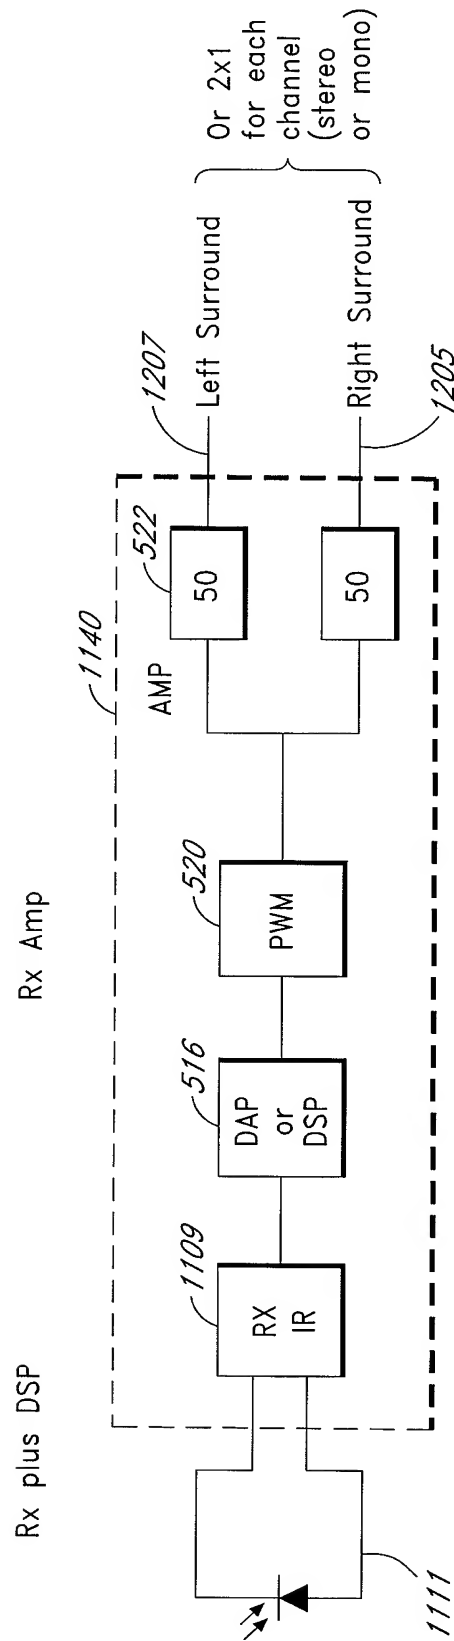 Rx plus DSP
Rx Amp
1140
1111
1109
RX
IR
516
DAP
or
DSP
520
PWM
AMP
522
50
50
1207
Left Surround
1205
Right Surround
Or 2x1
for each
channel
(stereo
or mono)